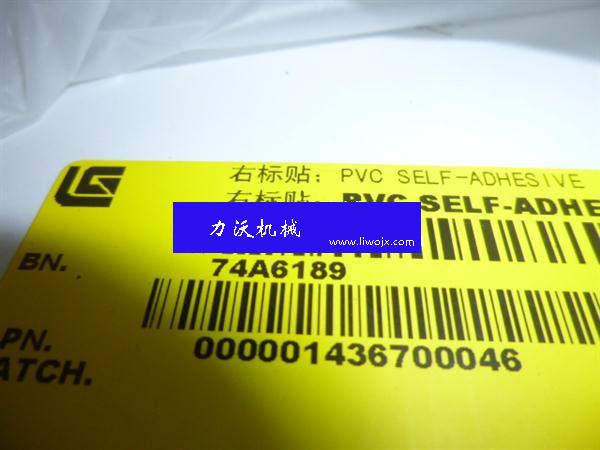 右标贴: PVC SELF-ADHESIVE
右标贴: PVC SELF-ADHE
力沃机械
www.liwojx.com
BN.
74A6189
PN.
ATCH.
000001436700046